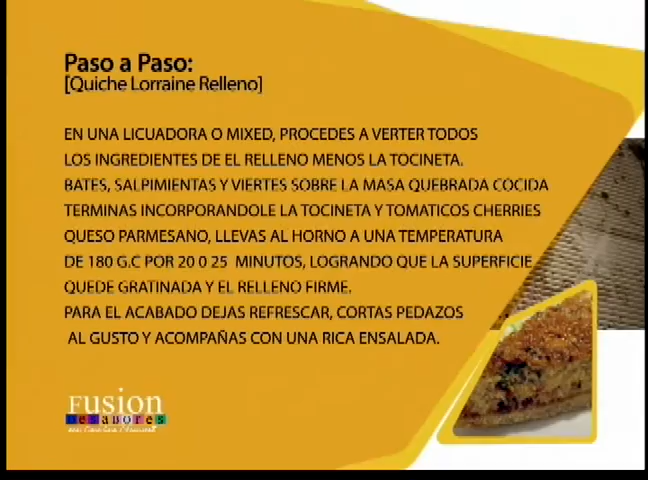 Paso a Paso:
[Quiche Lorraine Relleno]
EN UNA LICUADORA O MIXED, PROCEDES A VERTER TODOS
LOS INGREDIENTES DE EL RELLENO MENOS LA TOCINETA.
BATES, SALPIMIENTAS Y VIERTES SOBRE LA MASA QUEBRADA COCIDA
TERMINAS INCORPORANDOLE LA TOCINETA Y TOMATICOS CHERRIES
QUESO PARMESANO, LLEVAS AL HORNO A UNA TEMPERATURA
DE 180 G.C POR 20 0 25 MINUTOS, LOGRANDO QUE LA SUPERFICIE
QUEDE GRATINADA Y EL RELLENO FIRME.
PARA EL ACABADO DEJAS REFRESCAR, CORTAS PEDAZOS
AL GUSTO Y ACOMPAÑAS CON UNA RICA ENSALADA.
FUSION
DESABORES